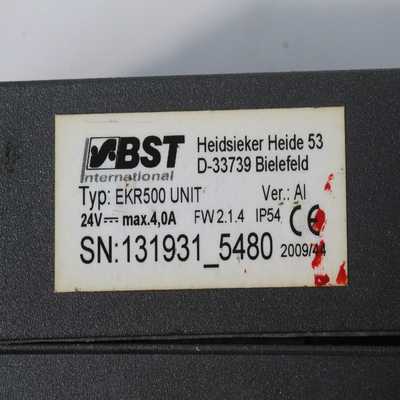 BST
International
Heidsieker Heide 53
D-33739 Bielefeld
Typ: EKR500 UNIT Ver.: AI
24V⎓ max.4,0A FW 2.1.4 IP54 CE
SN:131931_5480 2009/44